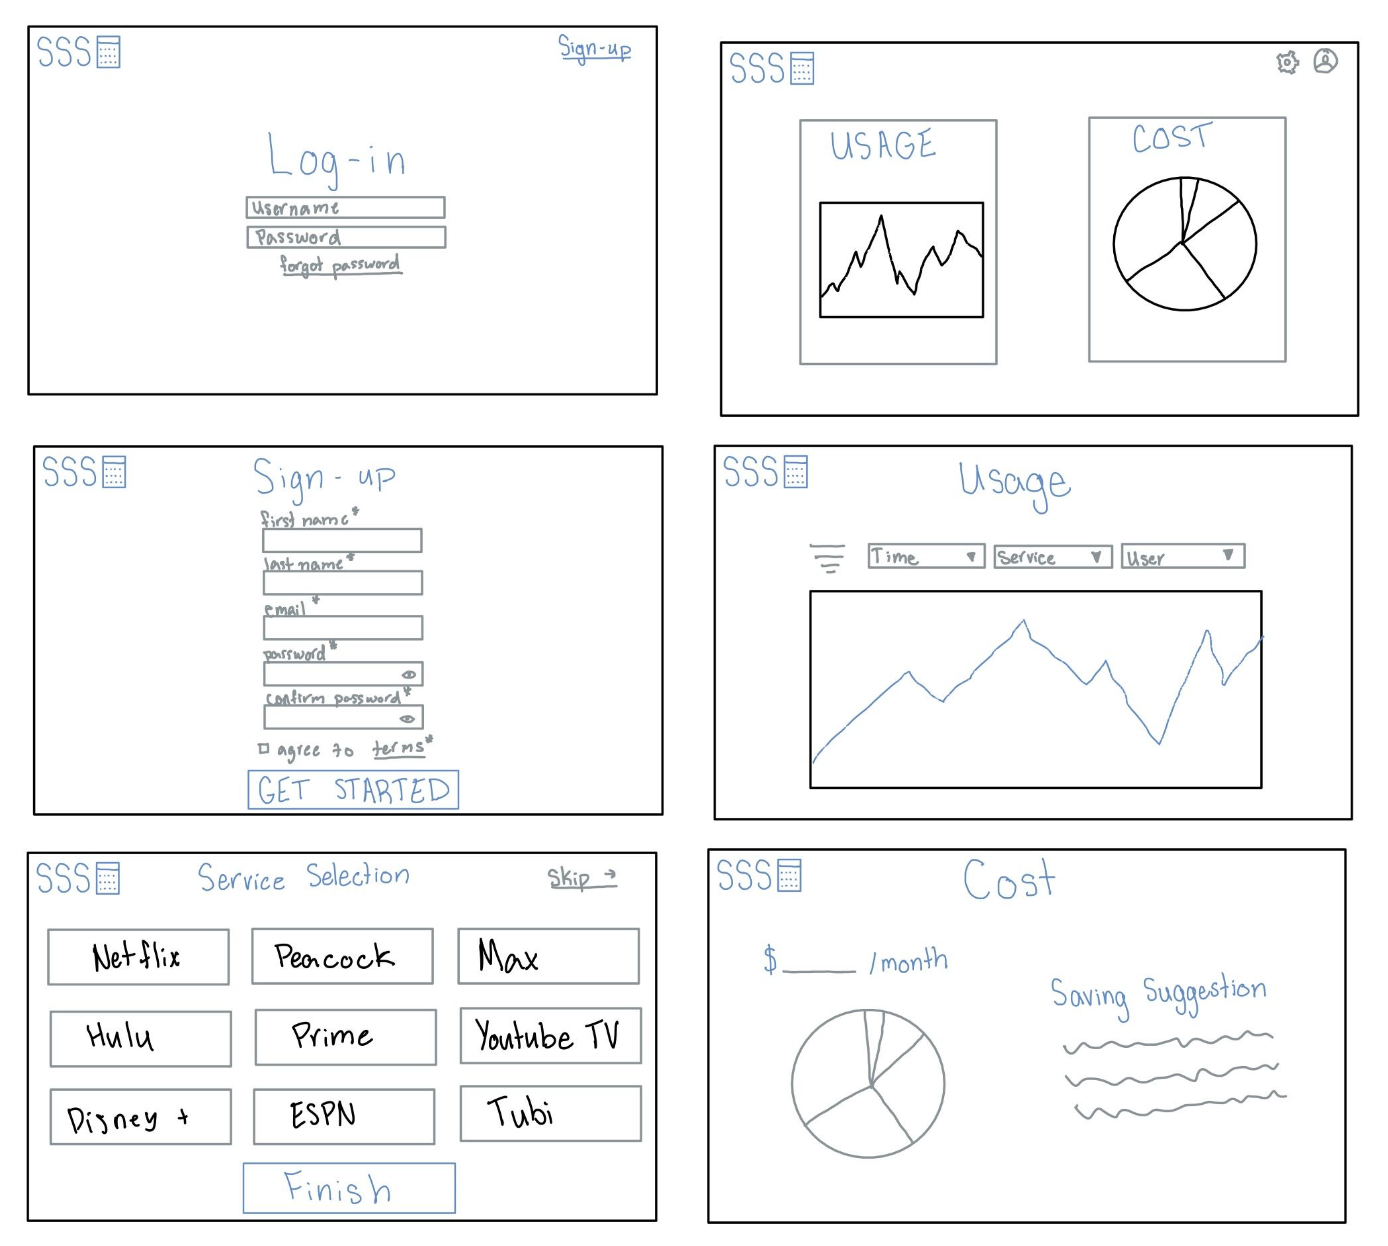 SSS
Sign-up
Log-in
Username
Password
forgot password
SSS
USAGE
COST
SSS
Sign-up
first name*
last name*
email*
password*
confirm password*
agree to terms*
GET STARTED
SSS
Usage
Time
Service
User
SSS
Service Selection
Skip →
Netflix
Peacock
Max
Hulu
Prime
Youtube TV
Disney +
ESPN
Tubi
Finish
SSS
Cost
$ ____ /month
Saving Suggestion